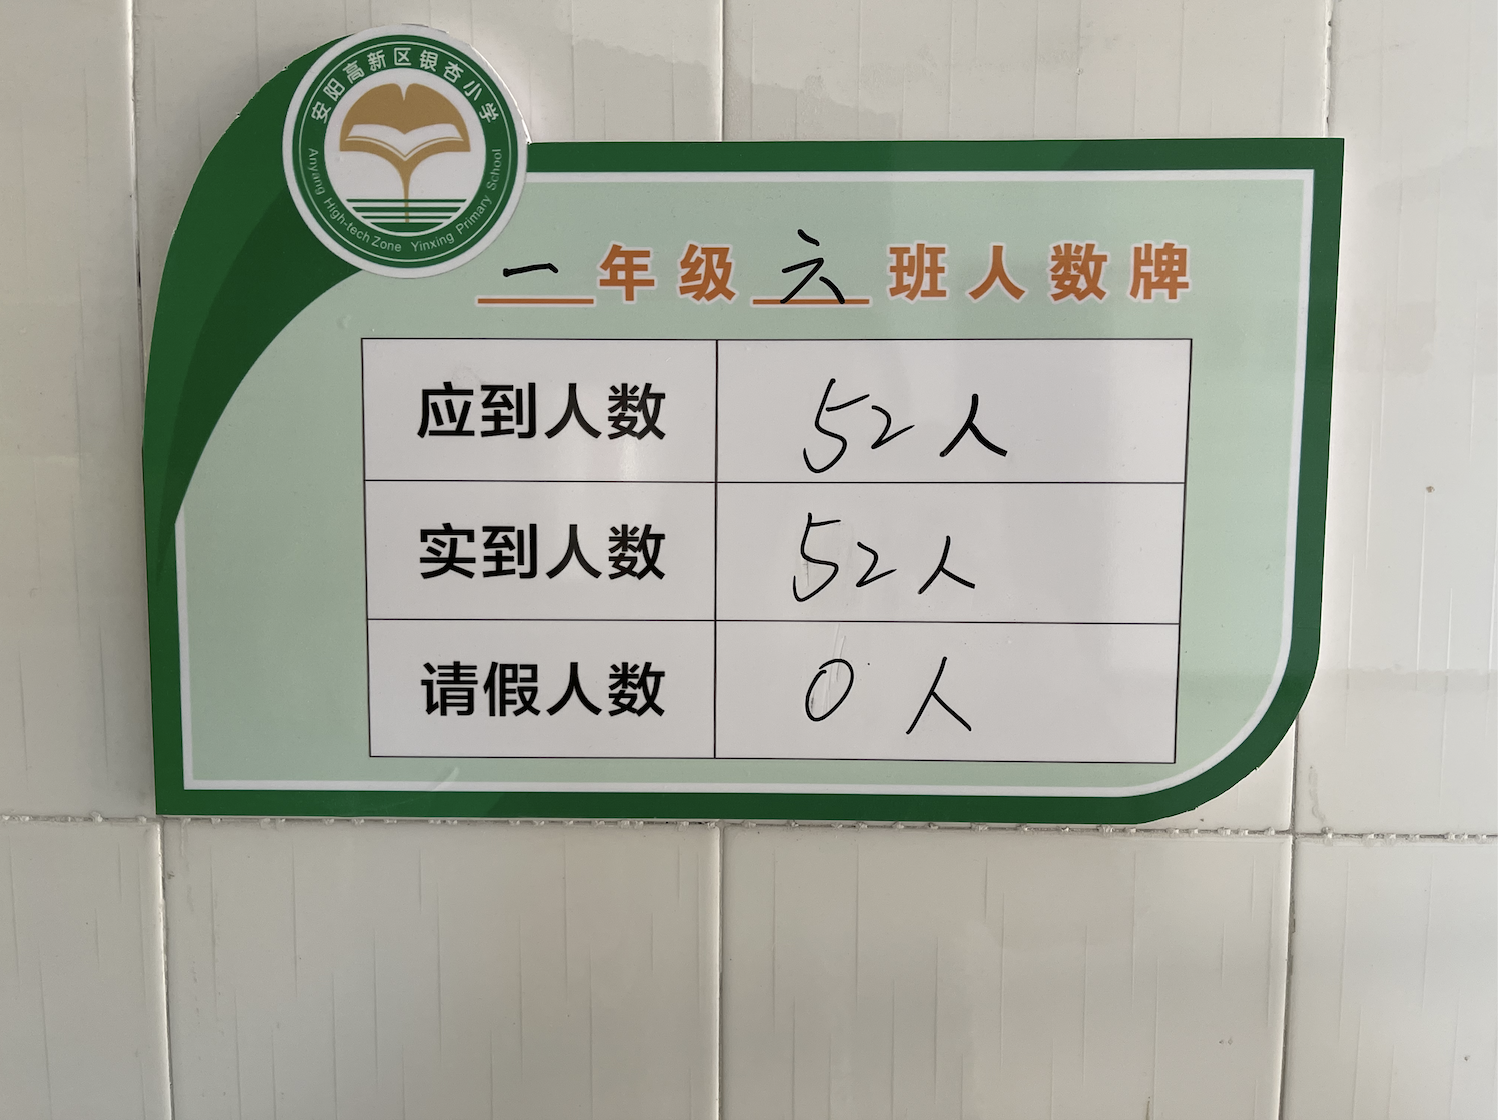 安阳高新区银杏小学
Anyang High-tech Zone Yinxing Primary School
一年级六班人数牌
应到人数 52人
实到人数 52人
请假人数 0人